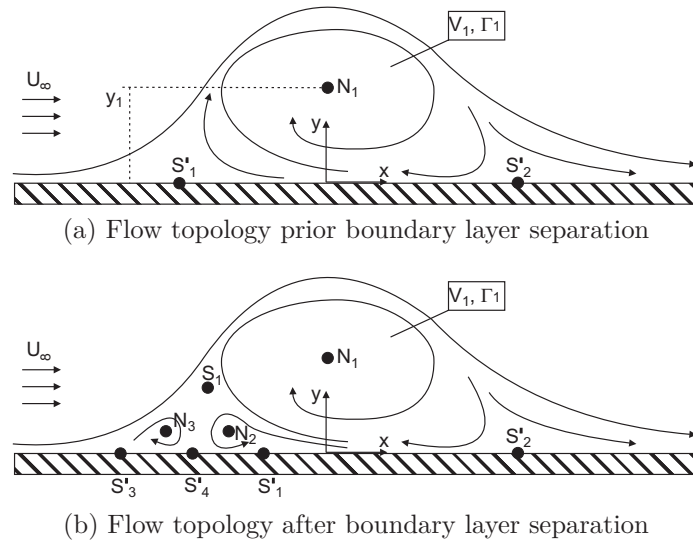 V₁, Γ₁
U∞
y₁
N₁
y
S'₁
x
S'₂
(a) Flow topology prior boundary layer separation
V₁, Γ₁
U∞
N₁
S₁
y
N₃
N₂
x
S'₂
S'₃
S'₄
S'₁
(b) Flow topology after boundary layer separation